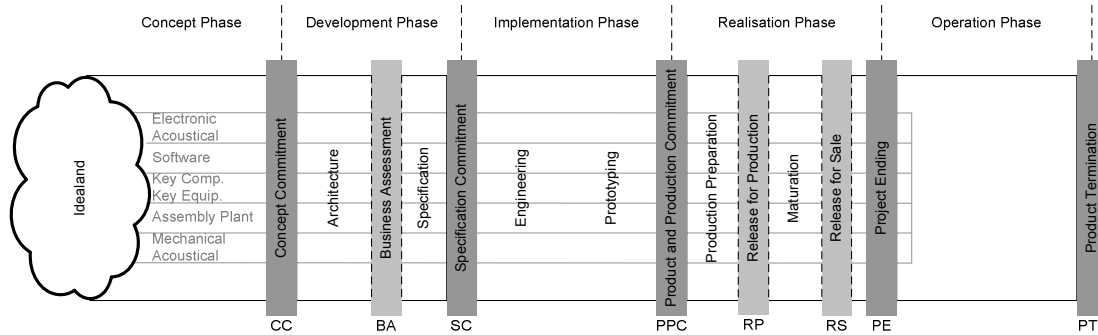 Concept Phase
Development Phase
Implementation Phase
Realisation Phase
Operation Phase
Idealand
Electronic
Acoustical
Software
Key Comp.
Key Equip.
Assembly Plant
Mechanical
Acoustical
Concept Commitment
Architecture
Business Assessment
Specification
Specification Commitment
Engineering
Prototyping
Product and Production Commitment
Production Preparation
Release for Production
Maturation
Release for Sale
Project Ending
Product Termination
CC
BA
SC
PPC
RP
RS
PE
PT